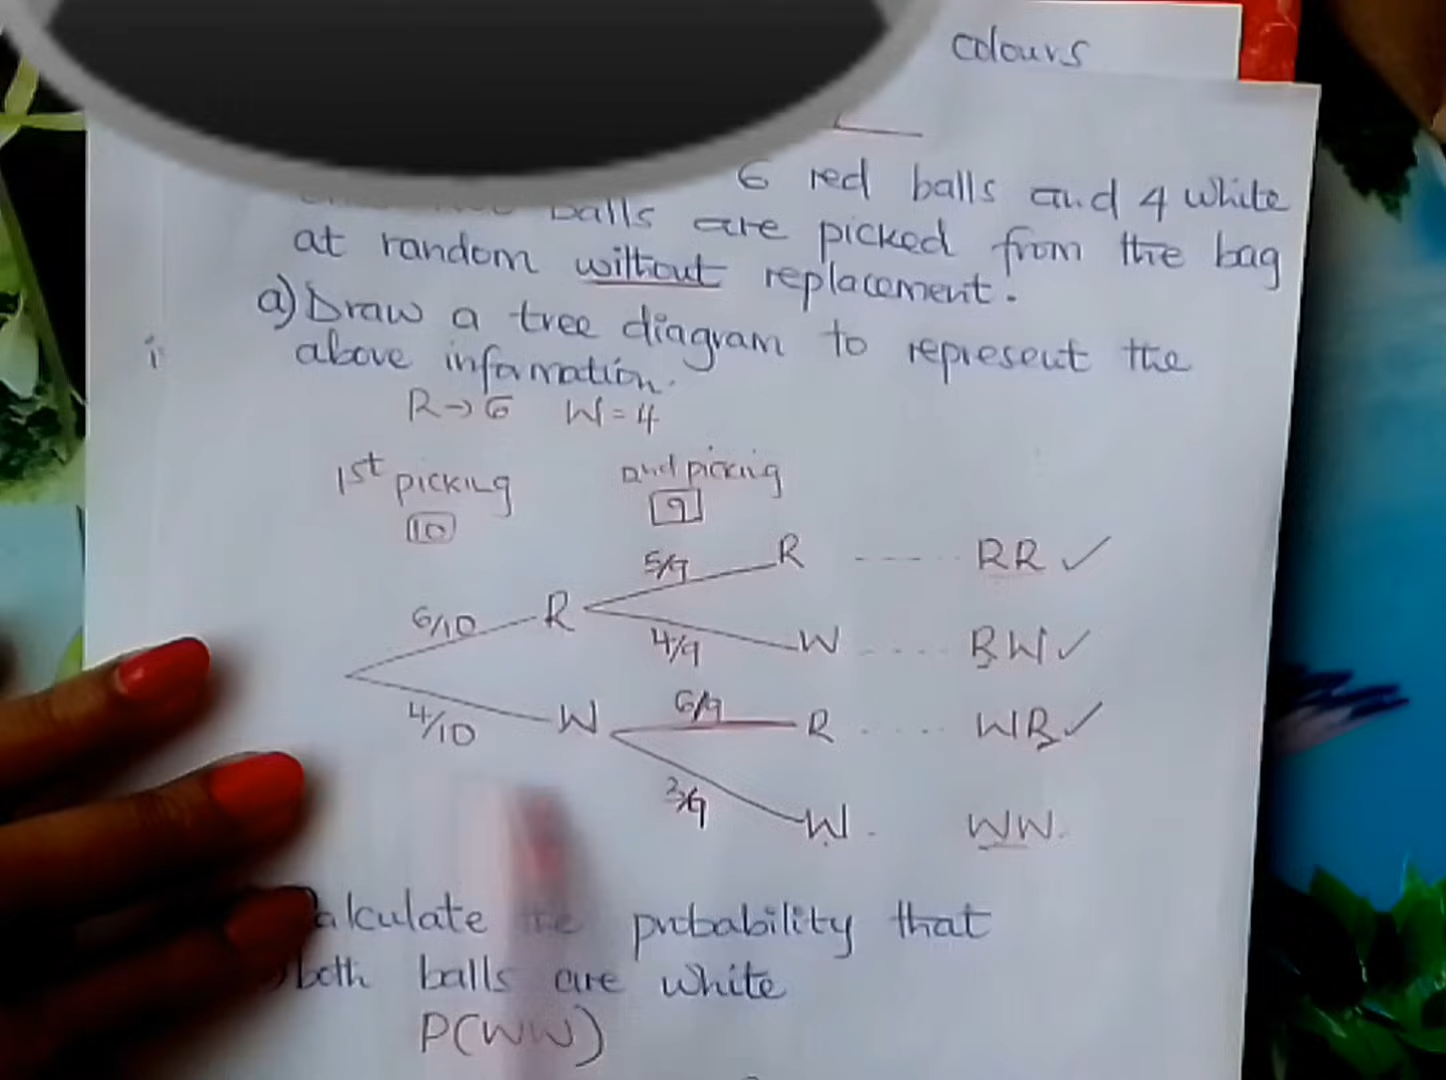 colours
6 red balls and 4 white
balls are picked from the bag
at random without replacement.
a) Draw a tree diagram to represent the
above information.
R→6 W=4
1st picking 2nd picking
10 9
5/9 R RR ✓
6/10 R
4/9 W RW ✓
6/9 R WR ✓
4/10 W
3/9 W WW.
Calculate the probability that
both balls are white
P(WW)